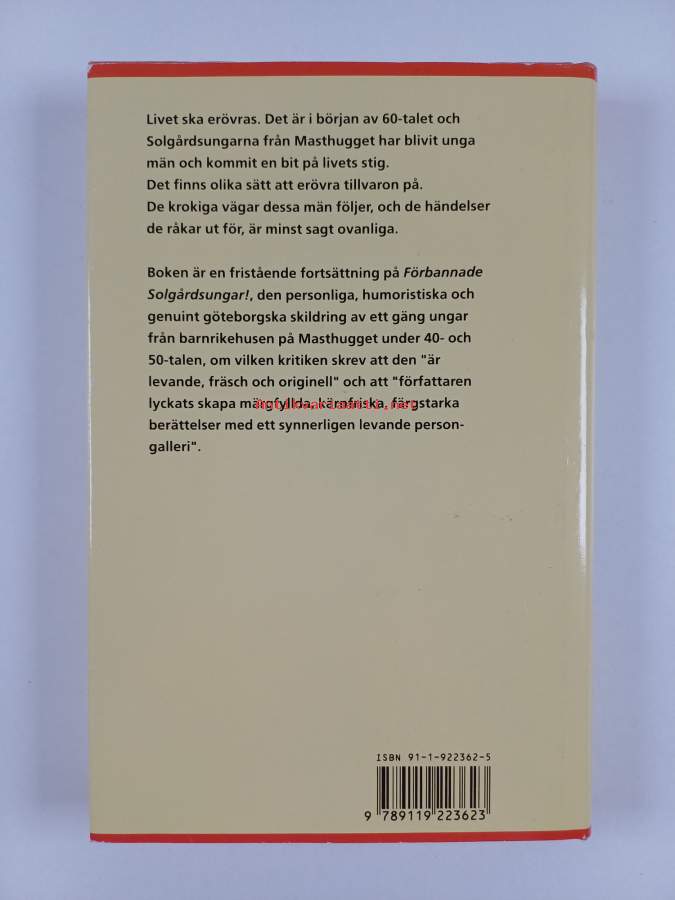 Livet ska erövras. Det är i början av 60-talet och
Solgårdsungarna från Masthugget har blivit unga
män och kommit en bit på livets stig.
Det finns olika sätt att erövra tillvaron på.
De krokiga vägar dessa män följer, och de händelser
de råkar ut för, är minst sagt ovanliga.
Boken är en fristående fortsättning på Förbannade
Solgårdsungar!, den personliga, humoristiska och
genuint göteborgska skildring av ett gäng ungar
från barnrikehusen på Masthugget under 40- och
50-talen, om vilken kritiken skrev att den "är
levande, fräsch och originell" och att "författaren
lyckats skapa märgfyllda, kärnfriska, färgstarka
antikvariaatti.net
berättelser med ett synnerligen levande person-
galleri".
ISBN 91-1-922362-5
9 789119 223623